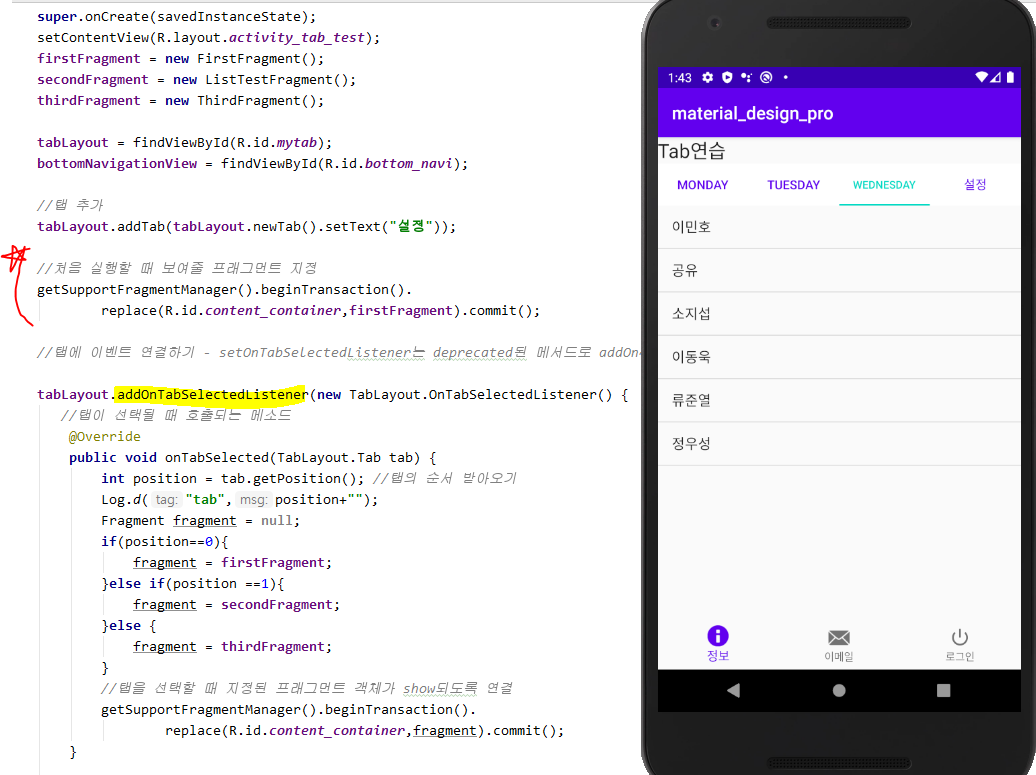 super.onCreate(savedInstanceState);
setContentView(R.layout.activity_tab_test);
firstFragment = new FirstFragment();
secondFragment = new ListTestFragment();
thirdFragment = new ThirdFragment();
tabLayout = findViewById(R.id.mytab);
bottomNavigationView = findViewById(R.id.bottom_navi);
//탭 추가
tabLayout.addTab(tabLayout.newTab().setText("설정"));
//처음 실행할 때 보여줄 프래그먼트 지정
getSupportFragmentManager().beginTransaction().
replace(R.id.content_container,firstFragment).commit();
//탭에 이벤트 연결하기 - setOnTabSelectedListener는 deprecated된 메서드로 addOn
tabLayout.addOnTabSelectedListener(new TabLayout.OnTabSelectedListener() {
//탭이 선택될 때 호출되는 메소드
@Override
public void onTabSelected(TabLayout.Tab tab) {
int position = tab.getPosition(); //탭의 순서 받아오기
Log.d( tag: "tab", msg: position+"");
Fragment fragment = null;
if(position==0){
fragment = firstFragment;
}else if(position ==1){
fragment = secondFragment;
}else {
fragment = thirdFragment;
}
//탭을 선택할 때 지정된 프래그먼트 객체가 show되도록 연결
getSupportFragmentManager().beginTransaction().
replace(R.id.content_container,fragment).commit();
}
1:43
material_design_pro
Tab연습
MONDAY TUESDAY WEDNESDAY 설정
이민호
공유
소지섭
이동욱
류준열
정우성
정보 이메일 로그인